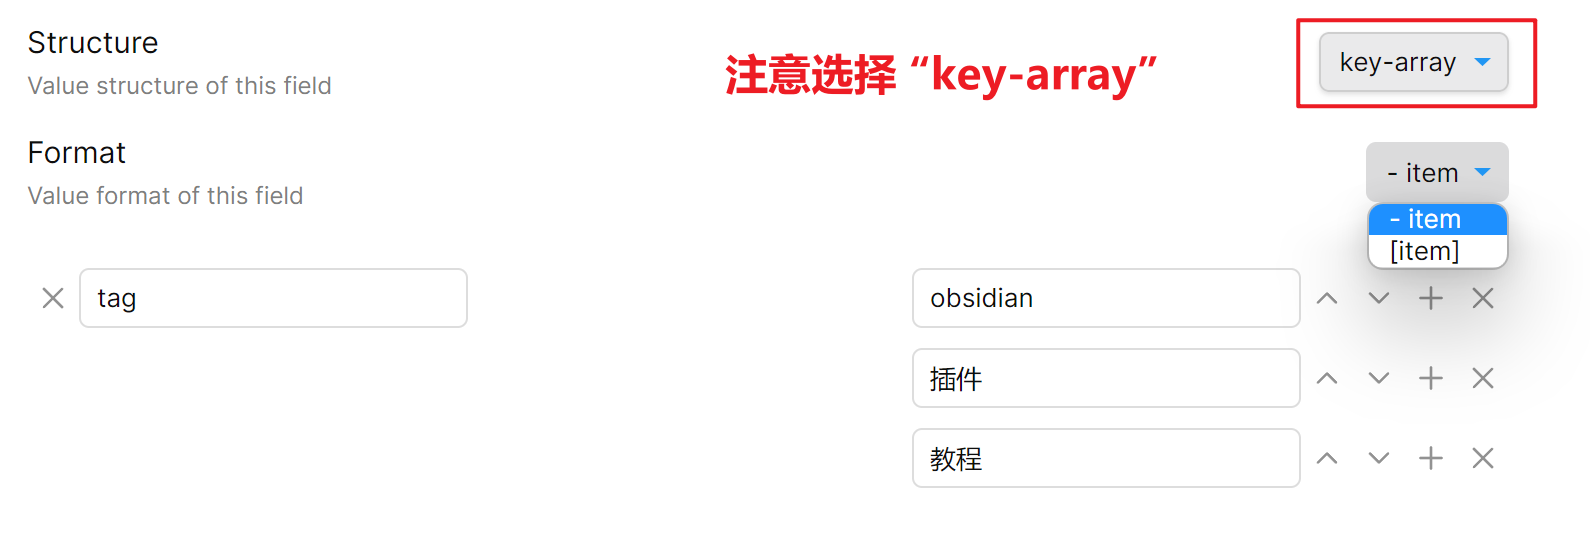 Structure
Value structure of this field
注意选择 “key-array”
key-array
Format
Value format of this field
- item
- item
[item]
tag
obsidian
插件
教程